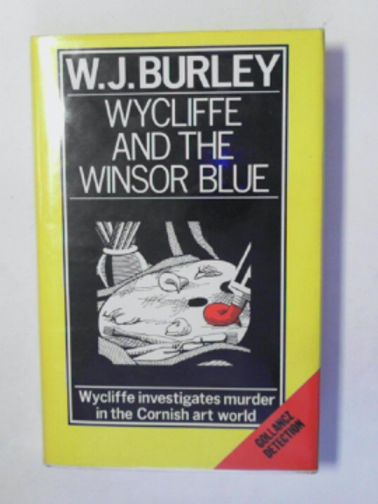 W.J.BURLEY
WYCLIFFE
AND THE
WINSOR BLUE
Wycliffe investigates murder
in the Cornish art world
GOLLANCZ
DETECTION